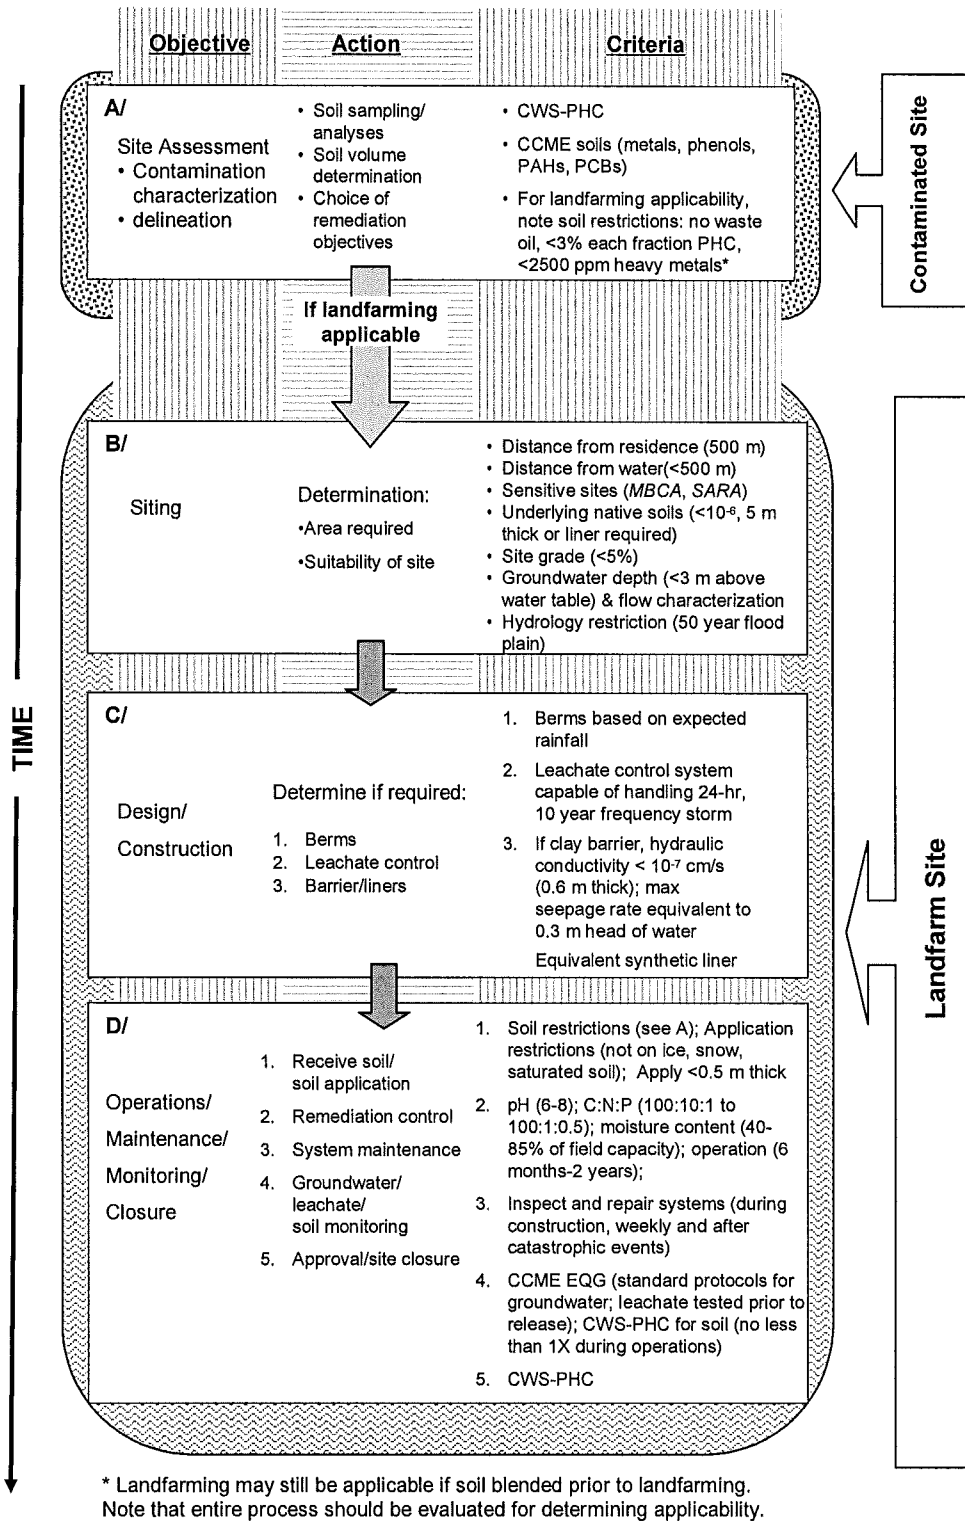 Objective
Action
Criteria
TIME
A/
Site Assessment
• Contamination
characterization
• delineation
• Soil sampling/
analyses
• Soil volume
determination
• Choice of
remediation
objectives
• CWS-PHC
• CCME soils (metals, phenols,
PAHs, PCBs)
• For landfarming applicability,
note soil restrictions: no waste
oil, <3% each fraction PHC,
<2500 ppm heavy metals*
Contaminated Site
If landfarming
applicable
B/
Siting
Determination:
•Area required
•Suitability of site
• Distance from residence (500 m)
• Distance from water(<500 m)
• Sensitive sites (MBCA, SARA)
• Underlying native soils (<10⁻⁶, 5 m
thick or liner required)
• Site grade (<5%)
• Groundwater depth (<3 m above
water table) & flow characterization
• Hydrology restriction (50 year flood
plain)
C/
Design/
Construction
Determine if required:
1. Berms
2. Leachate control
3. Barrier/liners
1. Berms based on expected
rainfall
2. Leachate control system
capable of handling 24-hr,
10 year frequency storm
3. If clay barrier, hydraulic
conductivity < 10⁻⁷ cm/s
(0.6 m thick); max
seepage rate equivalent to
0.3 m head of water
Equivalent synthetic liner
Landfarm Site
D/
Operations/
Maintenance/
Monitoring/
Closure
1. Receive soil/
soil application
2. Remediation control
3. System maintenance
4. Groundwater/
leachate/
soil monitoring
5. Approval/site closure
1. Soil restrictions (see A); Application
restrictions (not on ice, snow,
saturated soil); Apply <0.5 m thick
2. pH (6-8); C:N:P (100:10:1 to
100:1:0.5); moisture content (40-
85% of field capacity); operation (6
months-2 years);
3. Inspect and repair systems (during
construction, weekly and after
catastrophic events)
4. CCME EQG (standard protocols for
groundwater; leachate tested prior to
release); CWS-PHC for soil (no less
than 1X during operations)
5. CWS-PHC
* Landfarming may still be applicable if soil blended prior to landfarming.
Note that entire process should be evaluated for determining applicability.